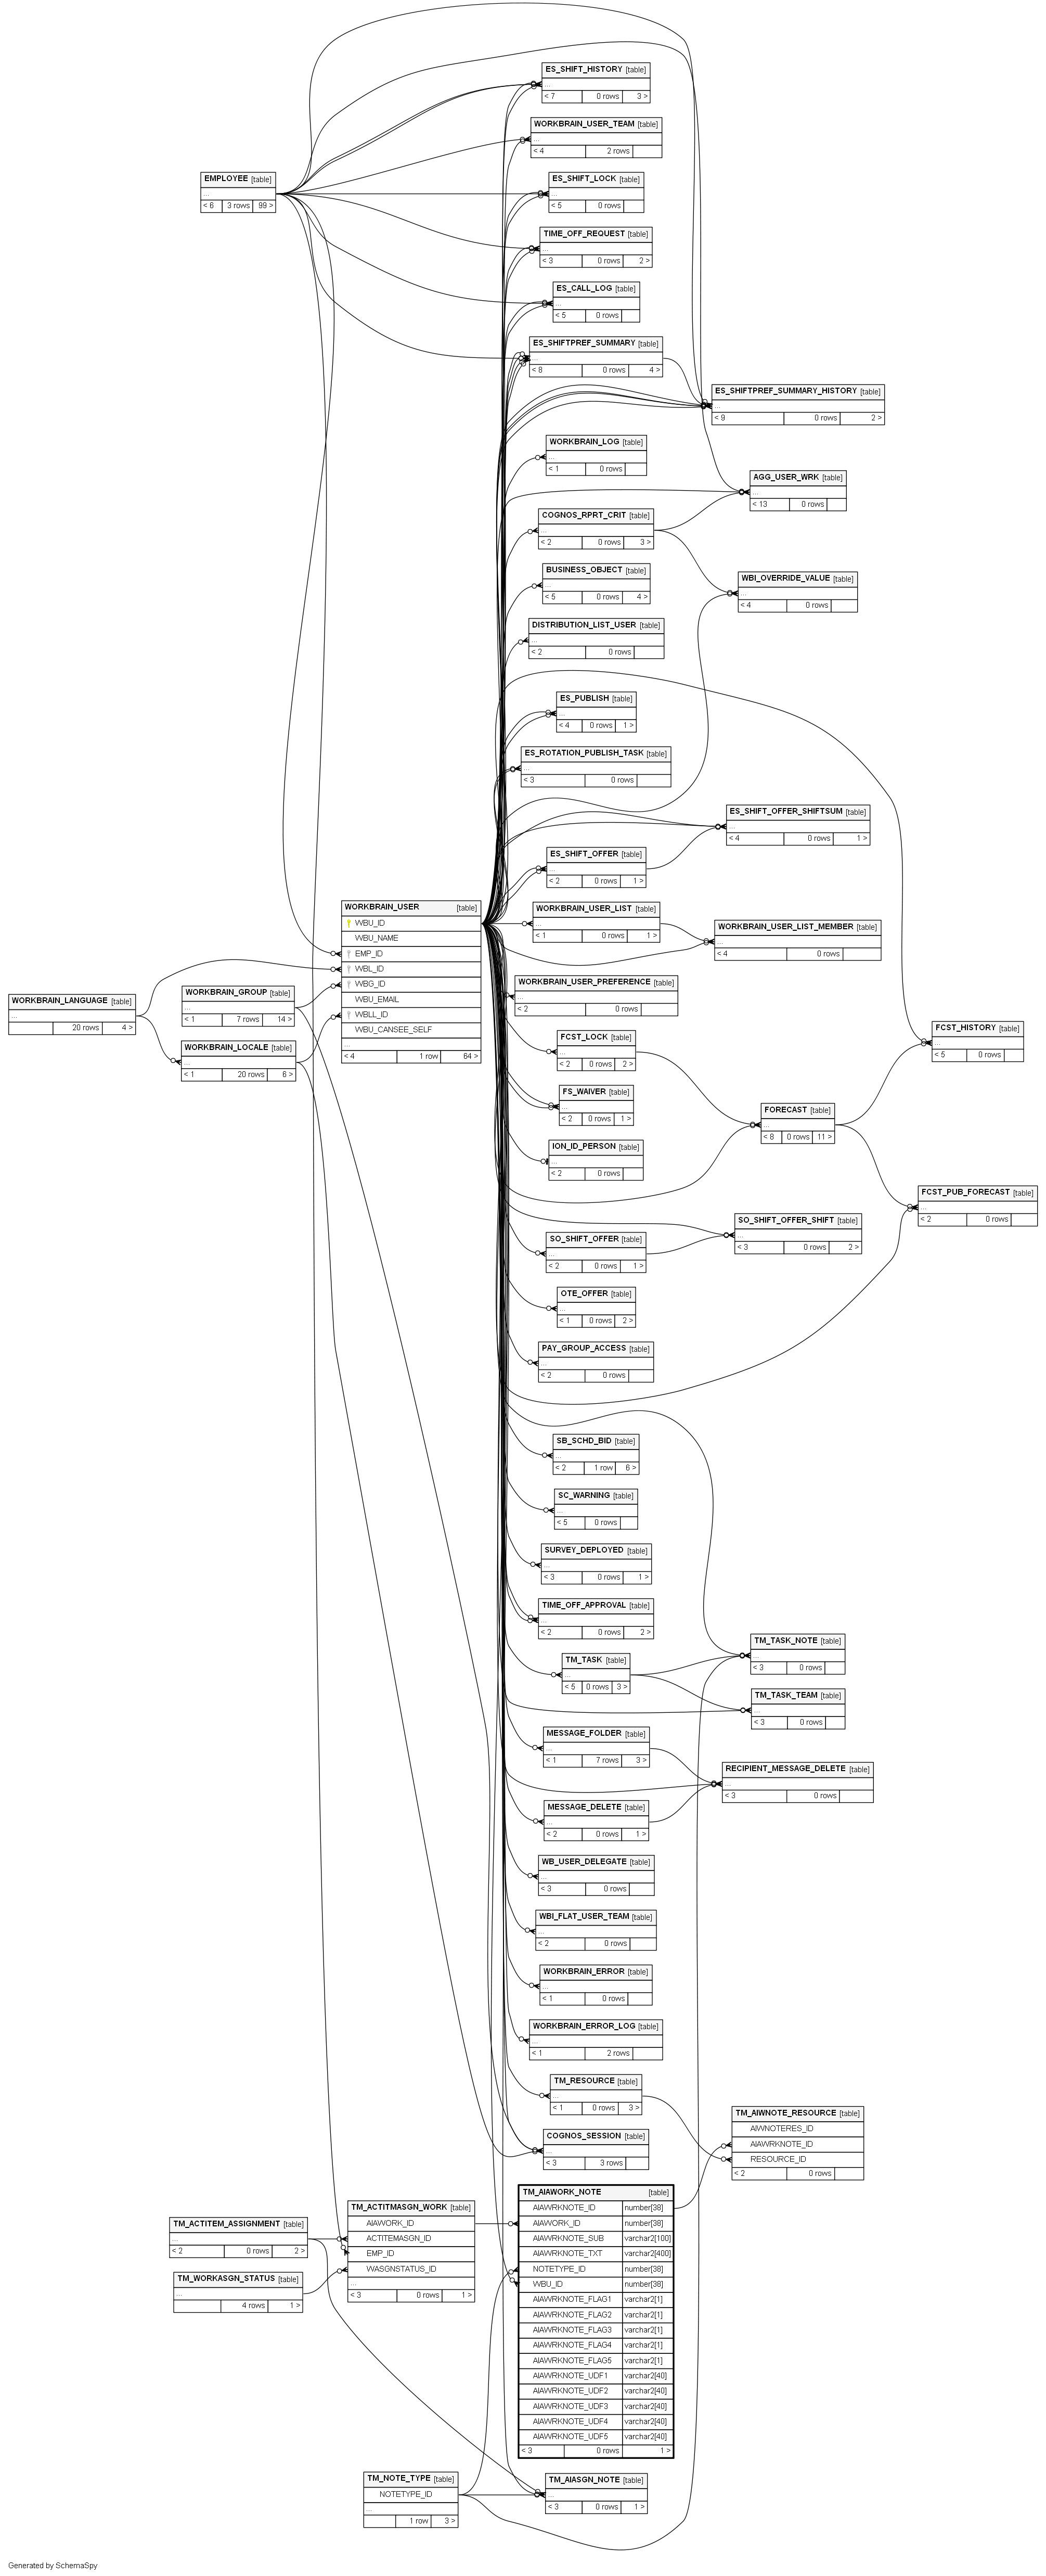 ES_SHIFT_HISTORY [table]
...
< 7 0 rows 3 >
WORKBRAIN_USER_TEAM [table]
...
< 4 2 rows
EMPLOYEE [table]
...
< 6 3 rows 99 >
ES_SHIFT_LOCK [table]
...
< 5 0 rows
TIME_OFF_REQUEST [table]
...
< 3 0 rows 2 >
ES_CALL_LOG [table]
...
< 5 0 rows
ES_SHIFTPREF_SUMMARY [table]
...
< 8 0 rows 4 >
ES_SHIFTPREF_SUMMARY_HISTORY [table]
...
< 9 0 rows 2 >
WORKBRAIN_LOG [table]
...
< 1 0 rows
AGG_USER_WRK [table]
...
< 13 0 rows
COGNOS_RPRT_CRIT [table]
...
< 2 0 rows 3 >
BUSINESS_OBJECT [table]
...
< 5 0 rows 4 >
WBI_OVERRIDE_VALUE [table]
...
< 4 0 rows
DISTRIBUTION_LIST_USER [table]
...
< 2 0 rows
ES_PUBLISH [table]
...
< 4 0 rows 1 >
ES_ROTATION_PUBLISH_TASK [table]
...
< 3 0 rows
ES_SHIFT_OFFER_SHIFTSUM [table]
...
< 4 0 rows 1 >
ES_SHIFT_OFFER [table]
...
< 2 0 rows 1 >
WORKBRAIN_USER [table]
WBU_ID
WBU_NAME
EMP_ID
WBL_ID
WBG_ID
WBU_EMAIL
WBLL_ID
WBU_CANSEE_SELF
...
< 4 1 row 64 >
WORKBRAIN_USER_LIST [table]
...
< 1 0 rows 1 >
WORKBRAIN_USER_LIST_MEMBER [table]
...
< 4 0 rows
WORKBRAIN_LANGUAGE [table]
...
20 rows 4 >
WORKBRAIN_GROUP [table]
...
< 1 7 rows 14 >
WORKBRAIN_LOCALE [table]
...
< 1 20 rows 6 >
WORKBRAIN_USER_PREFERENCE [table]
...
< 2 0 rows
FCST_LOCK [table]
...
< 2 0 rows 2 >
FCST_HISTORY [table]
...
< 5 0 rows
FS_WAIVER [table]
...
< 2 0 rows 1 >
FORECAST [table]
...
< 8 0 rows 11 >
ION_ID_PERSON [table]
...
< 2 0 rows
FCST_PUB_FORECAST [table]
...
< 2 0 rows
SO_SHIFT_OFFER_SHIFT [table]
...
< 3 0 rows 2 >
SO_SHIFT_OFFER [table]
...
< 2 0 rows 1 >
OTE_OFFER [table]
...
< 1 0 rows 2 >
PAY_GROUP_ACCESS [table]
...
< 2 0 rows
SB_SCHD_BID [table]
...
< 2 1 row 6 >
SC_WARNING [table]
...
< 5 0 rows
SURVEY_DEPLOYED [table]
...
< 3 0 rows 1 >
TIME_OFF_APPROVAL [table]
...
< 2 0 rows 2 >
TM_TASK_NOTE [table]
...
< 3 0 rows
TM_TASK [table]
...
< 5 0 rows 3 >
TM_TASK_TEAM [table]
...
< 3 0 rows
MESSAGE_FOLDER [table]
...
< 1 7 rows 3 >
RECIPIENT_MESSAGE_DELETE [table]
...
< 3 0 rows
MESSAGE_DELETE [table]
...
< 2 0 rows 1 >
WB_USER_DELEGATE [table]
...
< 3 0 rows
WBI_FLAT_USER_TEAM [table]
...
< 2 0 rows
WORKBRAIN_ERROR [table]
...
< 1 0 rows
WORKBRAIN_ERROR_LOG [table]
...
< 1 2 rows
TM_RESOURCE [table]
...
< 1 0 rows 3 >
TM_AIWNOTE_RESOURCE [table]
AIWNOTERES_ID
AIAWRKNOTE_ID
RESOURCE_ID
< 2 0 rows
COGNOS_SESSION [table]
...
< 3 3 rows
TM_AIAWORK_NOTE [table]
AIAWRKNOTE_ID number[38]
AIAWORK_ID number[38]
AIAWRKNOTE_SUB varchar2[100]
AIAWRKNOTE_TXT varchar2[400]
NOTETYPE_ID number[38]
WBU_ID number[38]
AIAWRKNOTE_FLAG1 varchar2[1]
AIAWRKNOTE_FLAG2 varchar2[1]
AIAWRKNOTE_FLAG3 varchar2[1]
AIAWRKNOTE_FLAG4 varchar2[1]
AIAWRKNOTE_FLAG5 varchar2[1]
AIAWRKNOTE_UDF1 varchar2[40]
AIAWRKNOTE_UDF2 varchar2[40]
AIAWRKNOTE_UDF3 varchar2[40]
AIAWRKNOTE_UDF4 varchar2[40]
AIAWRKNOTE_UDF5 varchar2[40]
< 3 0 rows 1 >
TM_ACTITMASGN_WORK [table]
AIAWORK_ID
ACTITEMASGN_ID
EMP_ID
WASGNSTATUS_ID
...
< 3 0 rows 1 >
TM_ACTITEM_ASSIGNMENT [table]
...
< 2 0 rows 2 >
TM_WORKASGN_STATUS [table]
...
4 rows 1 >
TM_NOTE_TYPE [table]
NOTETYPE_ID
...
1 row 3 >
TM_AIASGN_NOTE [table]
...
< 3 0 rows 1 >
Generated by SchemaSpy